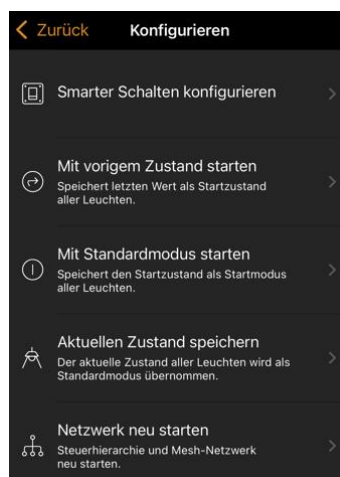 Zurück Konfigurieren
Smarter Schalten konfigurieren
Mit vorigem Zustand starten
Speichert letzten Wert als Startzustand
aller Leuchten.
Mit Standardmodus starten
Speichert den Startzustand als Startmodus
aller Leuchten.
Aktuellen Zustand speichern
Der aktuelle Zustand aller Leuchten wird als
Standardmodus übernommen.
Netzwerk neu starten
Steuerhierarchie und Mesh-Netzwerk
neu starten.